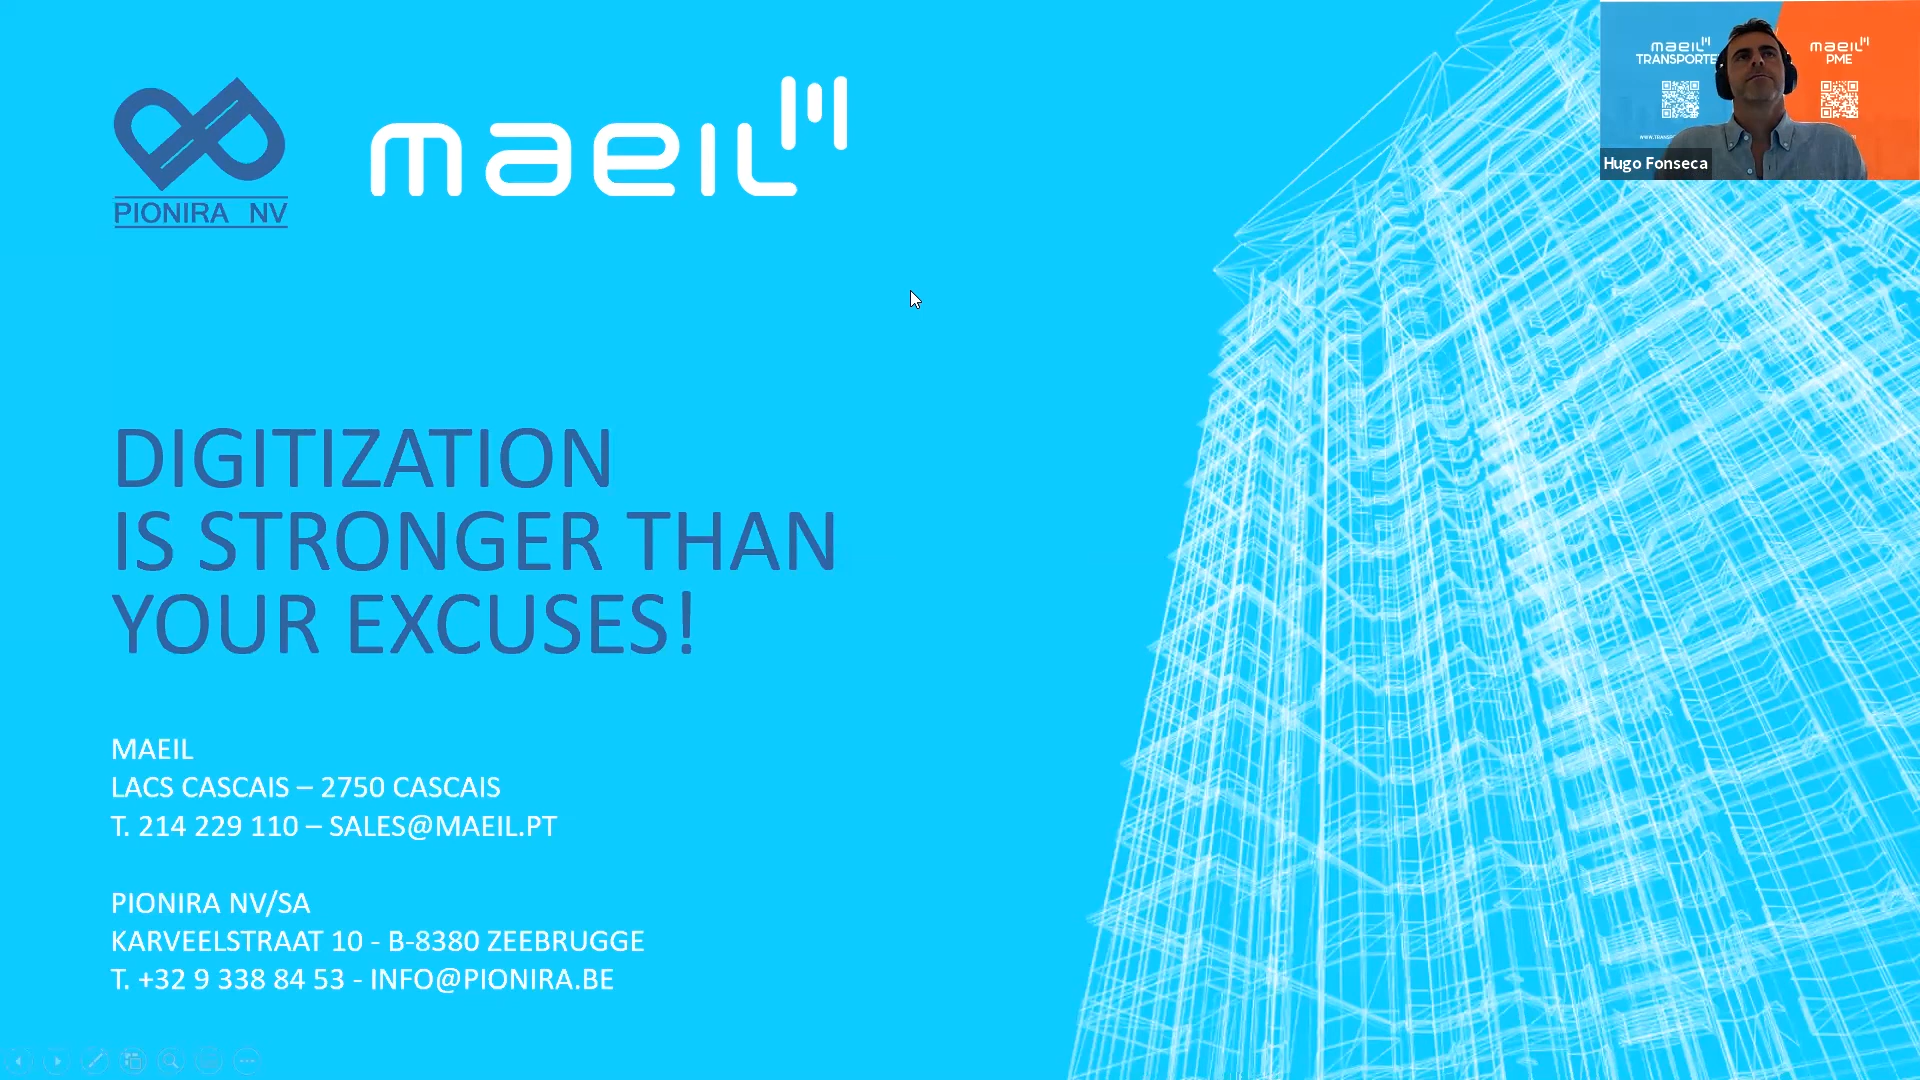 PIONIRA NV
maeil
DIGITIZATION
IS STRONGER THAN
YOUR EXCUSES!
MAEIL
LACS CASCAIS – 2750 CASCAIS
T. 214 229 110 – SALES@MAEIL.PT
PIONIRA NV/SA
KARVEELSTRAAT 10 - B-8380 ZEEBRUGGE
T. +32 9 338 84 53 - INFO@PIONIRA.BE
maeil
TRANSPORTE
maeil
PME
Hugo Fonseca